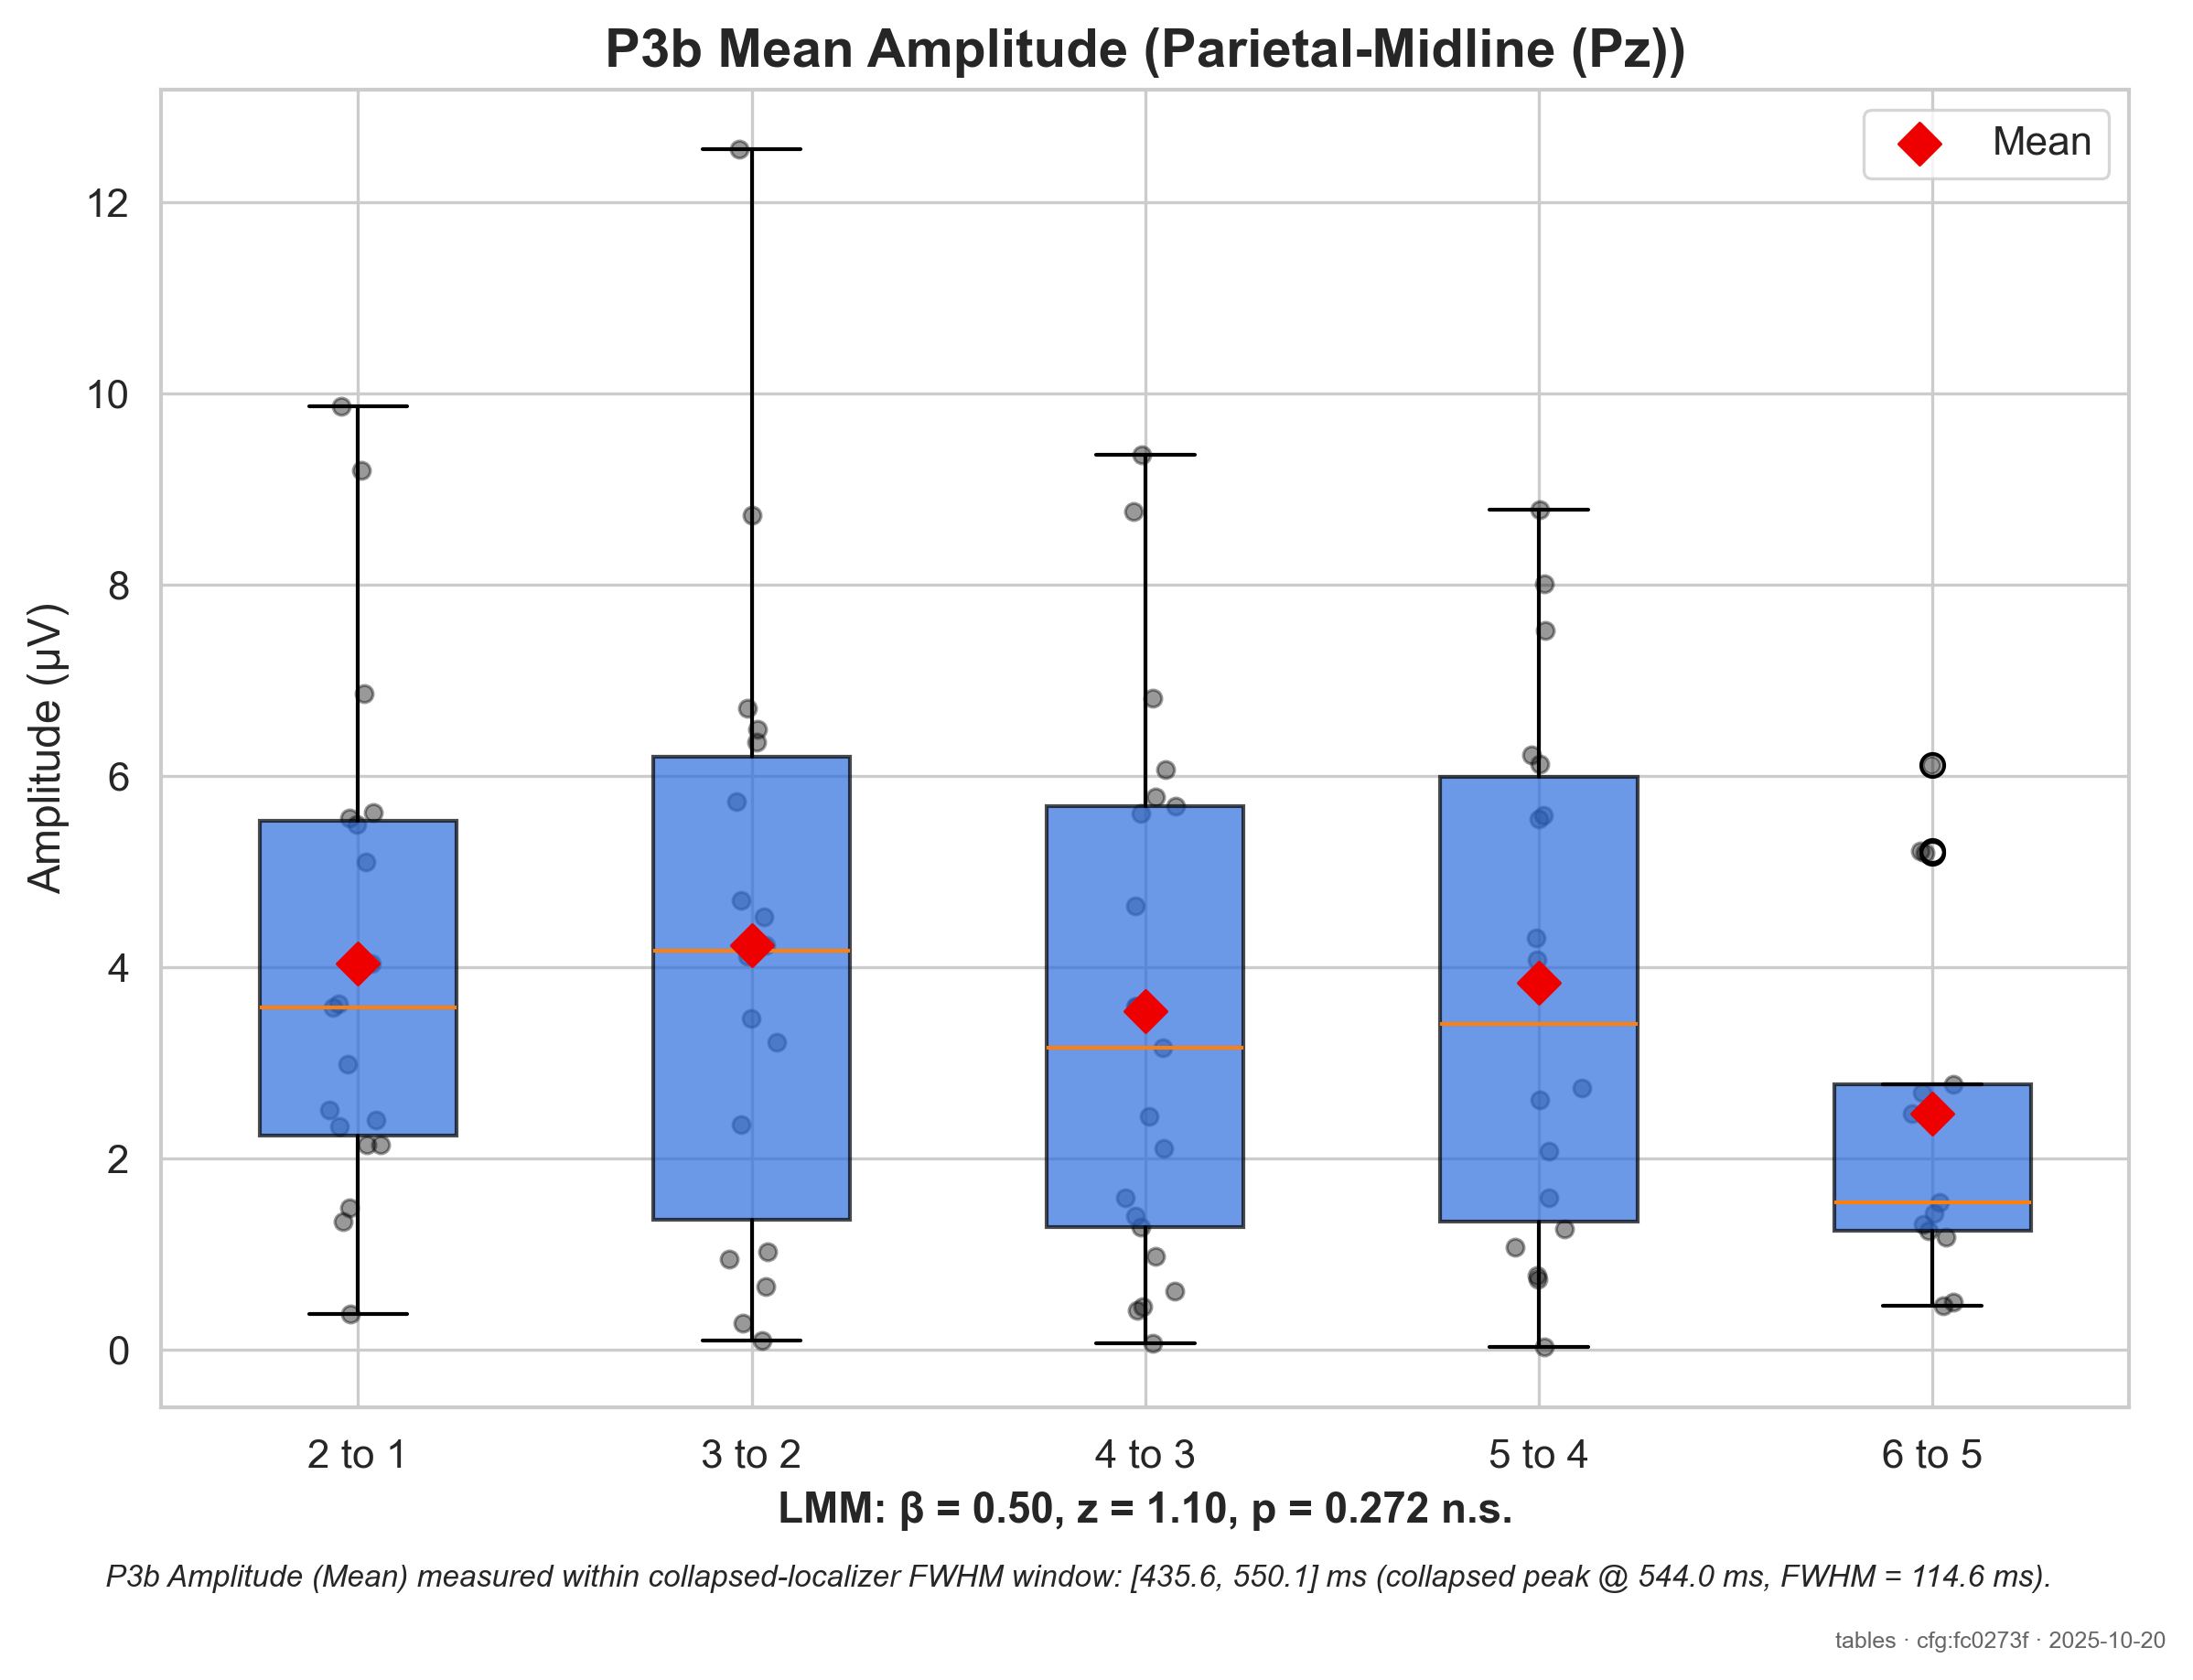 P3b Mean Amplitude (Parietal-Midline (Pz))
Mean
Amplitude (µV)
12
10
8
6
4
2
0
2 to 1
3 to 2
4 to 3
5 to 4
6 to 5
LMM: β = 0.50, z = 1.10, p = 0.272 n.s.
P3b Amplitude (Mean) measured within collapsed-localizer FWHM window: [435.6, 550.1] ms (collapsed peak @ 544.0 ms, FWHM = 114.6 ms).
tables · cfg:fc0273f · 2025-10-20